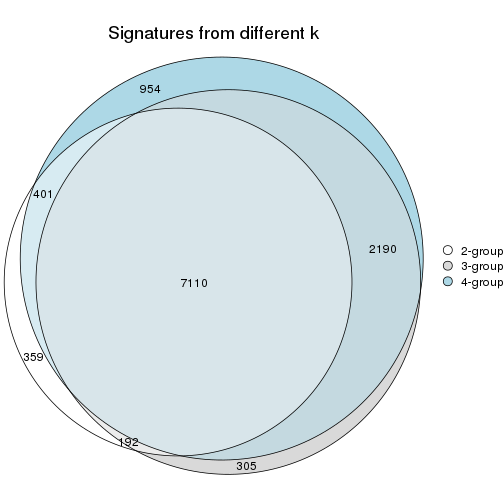 Signatures from different k
954
401
2190
7110
359
192
305
2-group
3-group
4-group